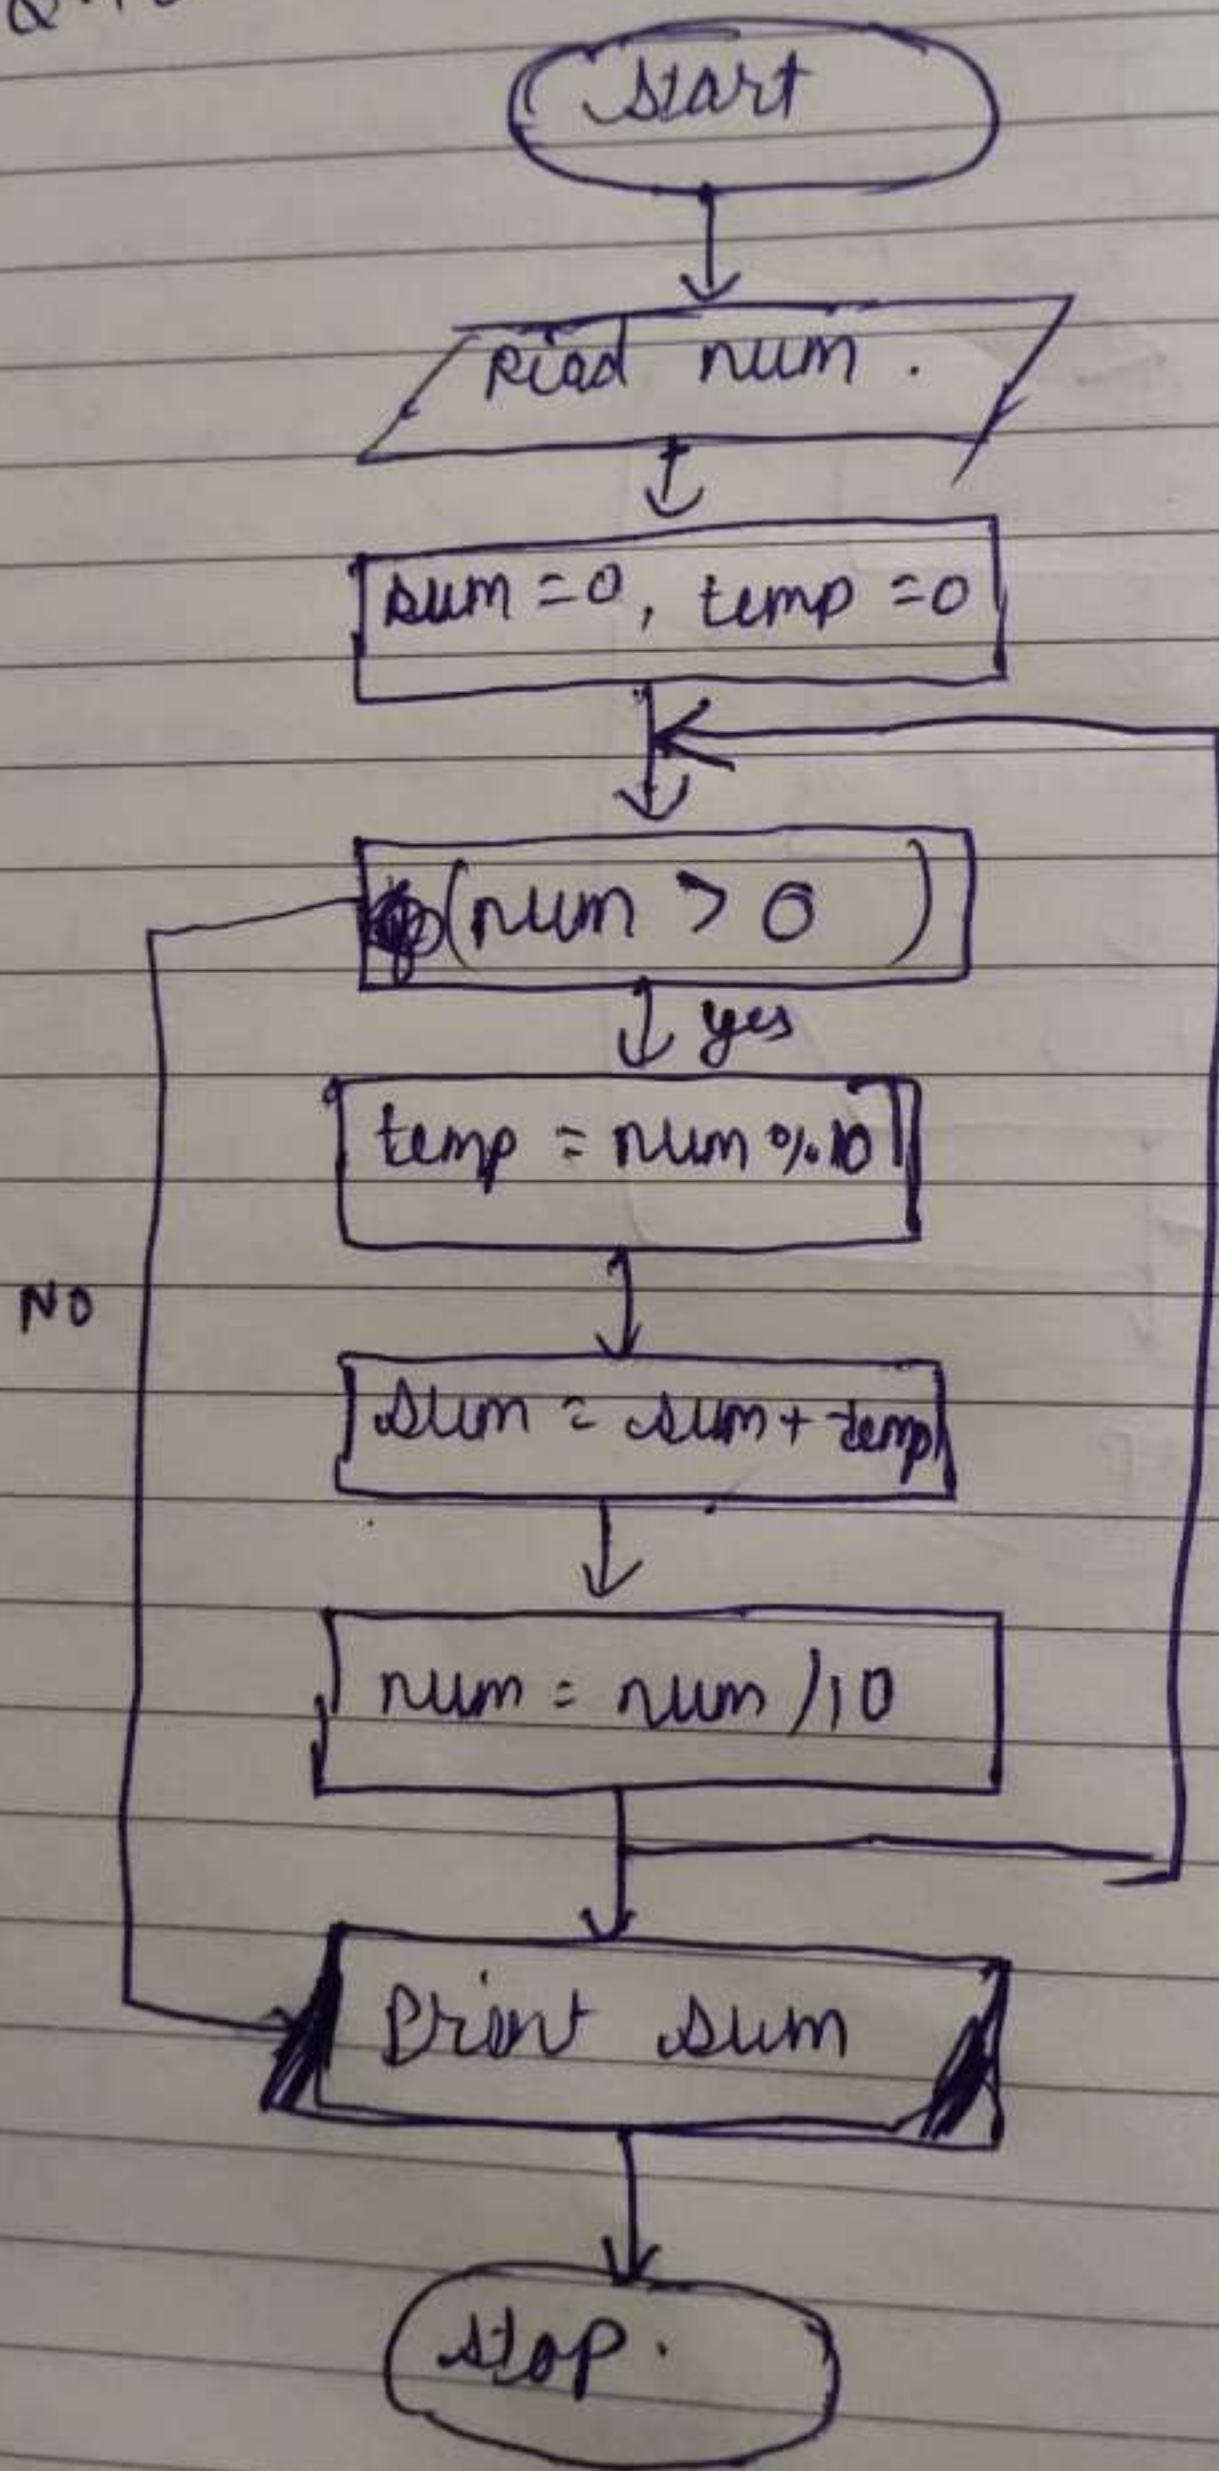 Start
Read num .
sum = 0, temp = 0
(num > 0 )
yes
temp = num % 10
NO
sum = sum + temp
num = num / 10
Print sum
stop.